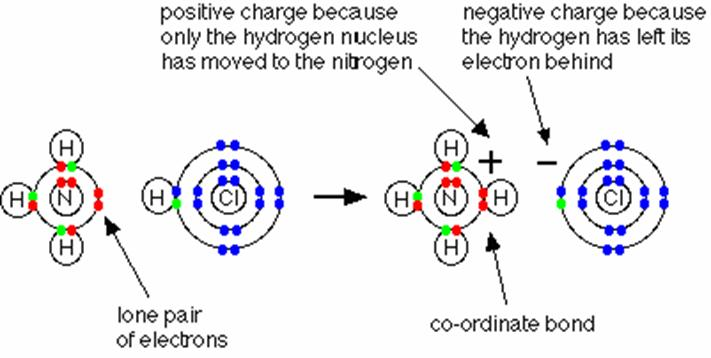 positive charge because
only the hydrogen nucleus
has moved to the nitrogen
negative charge because
the hydrogen has left its
electron behind
H
H
N
H
H
Cl
H
H
N
H
H
+
−
Cl
lone pair
of electrons
co-ordinate bond